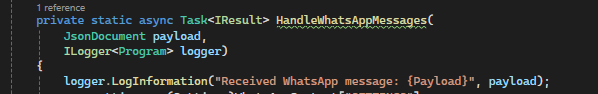 1 reference
private static async Task<IResult> HandleWhatsAppMessages(
JsonDocument payload,
ILogger<Program> logger)
{
logger.LogInformation("Received WhatsApp message: {Payload}", payload);